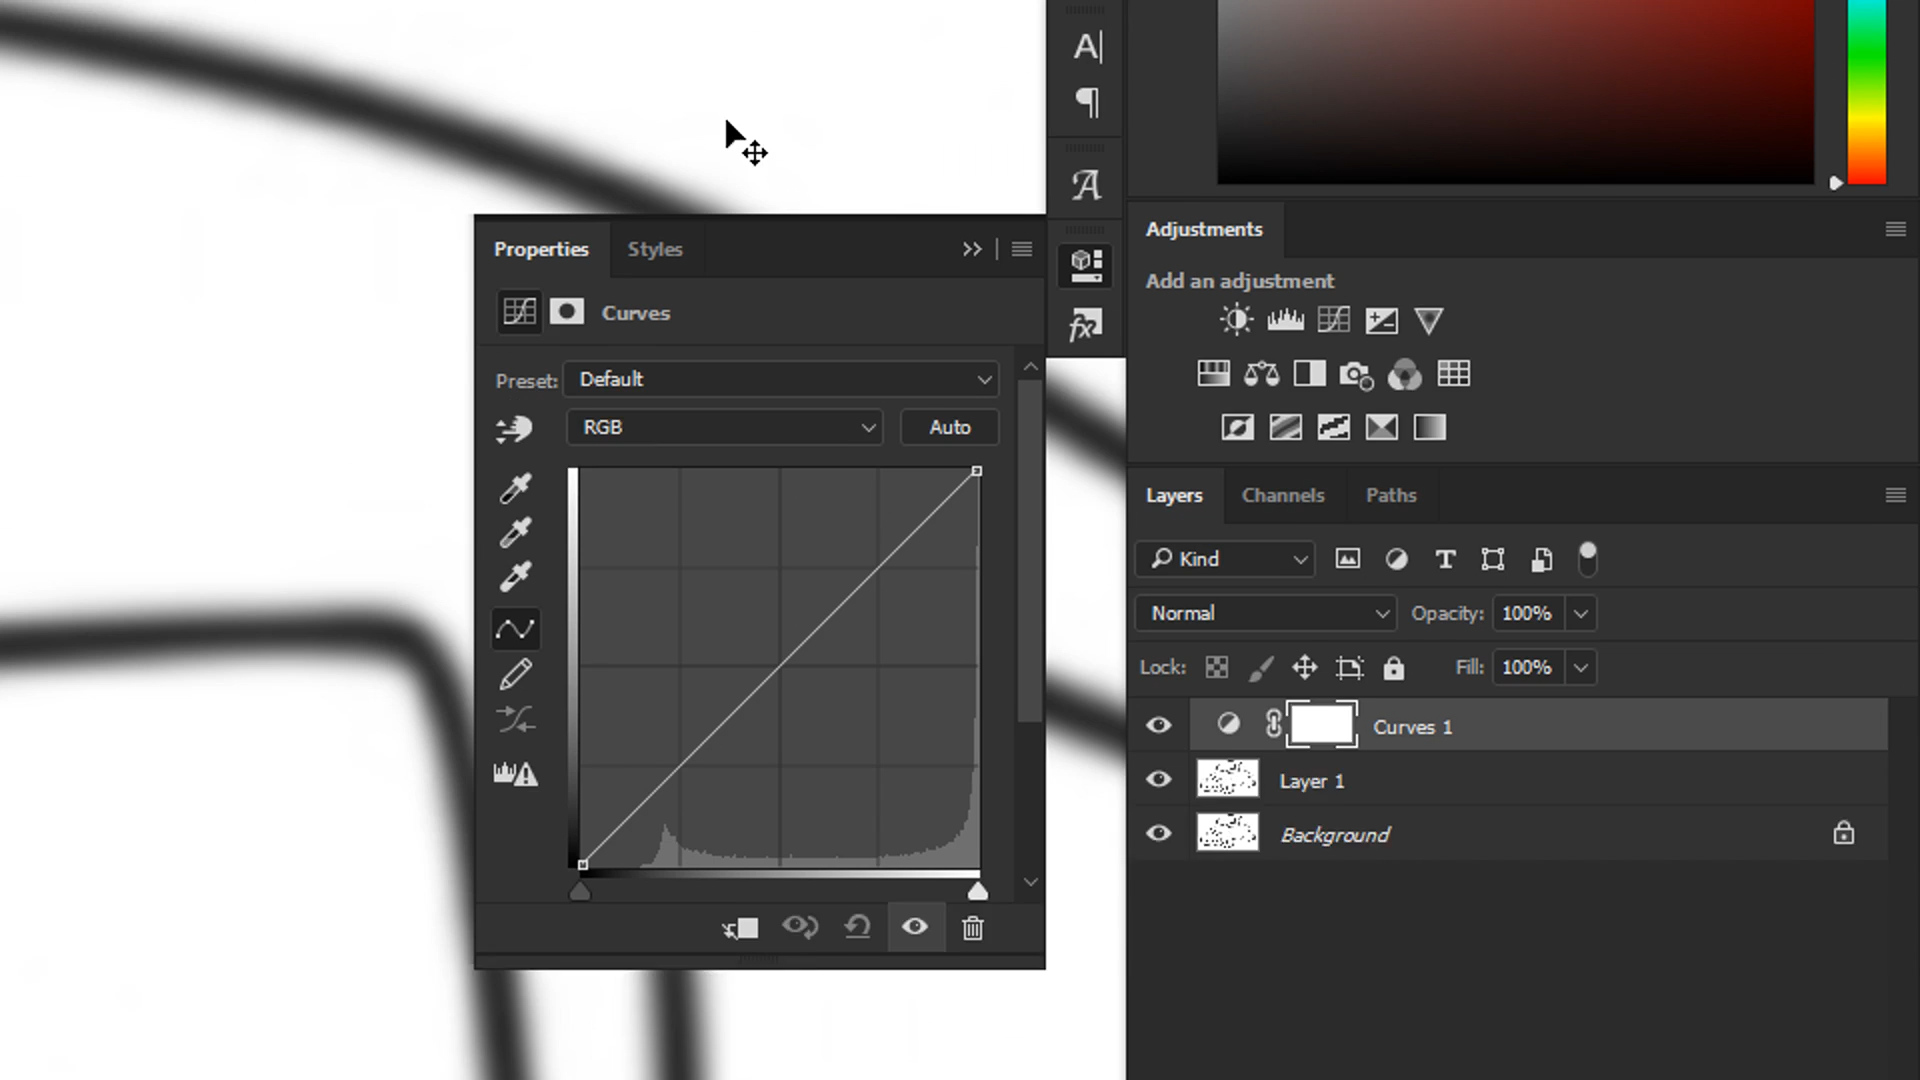 Properties
Styles
Curves
Preset:
Default
RGB
Auto
Adjustments
Add an adjustment
Layers
Channels
Paths
Kind
Normal
Opacity:
100%
Lock:
Fill:
100%
Curves 1
Layer 1
Background